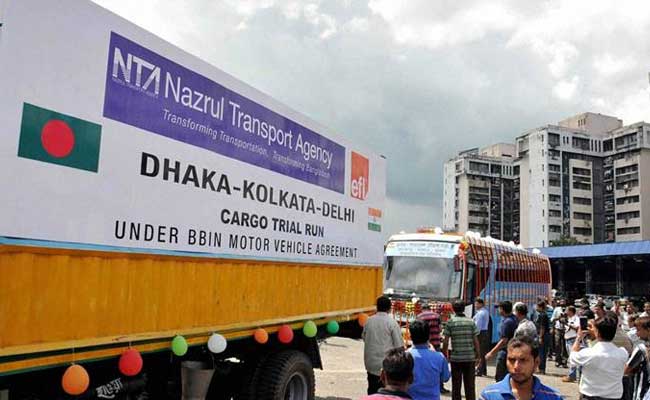 NTA Nazrul Transport Agency
Transforming Transportation, Transforming Bangladesh
efl
DHAKA-KOLKATA-DELHI
CARGO TRIAL RUN
UNDER BBIN MOTOR VEHICLE AGREEMENT